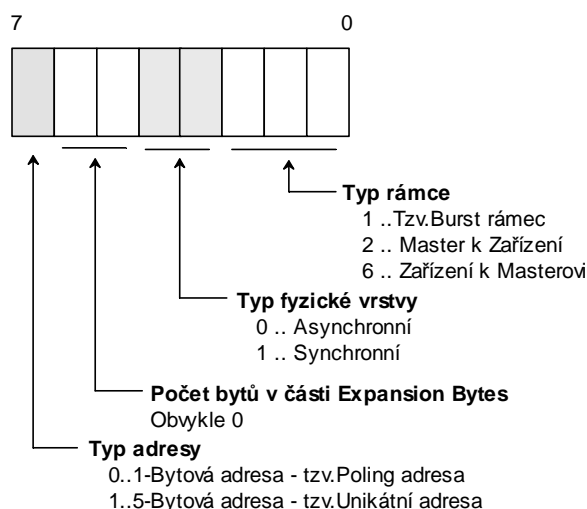 7 0
Typ rámce
1 ..Tzv.Burst rámec
2 .. Master k Zařízení
6 .. Zařízení k Masterovi
Typ fyzické vrstvy
0 .. Asynchronní
1 .. Synchronní
Počet bytů v části Expansion Bytes
Obvykle 0
Typ adresy
0..1-Bytová adresa - tzv.Poling adresa
1..5-Bytová adresa - tzv.Unikátní adresa